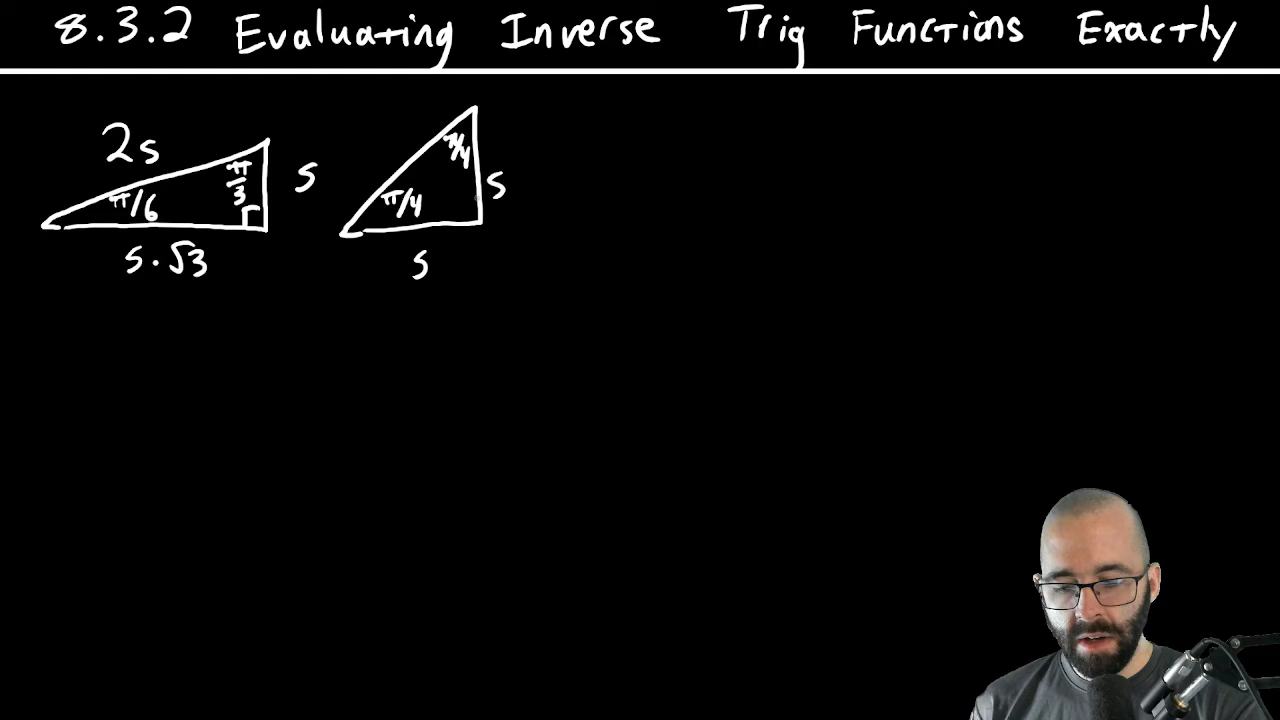 8.3.2 Evaluating Inverse Trig Functions Exactly
2s
π/6
π/3
s
s·√3
π/4
π/4
s
s